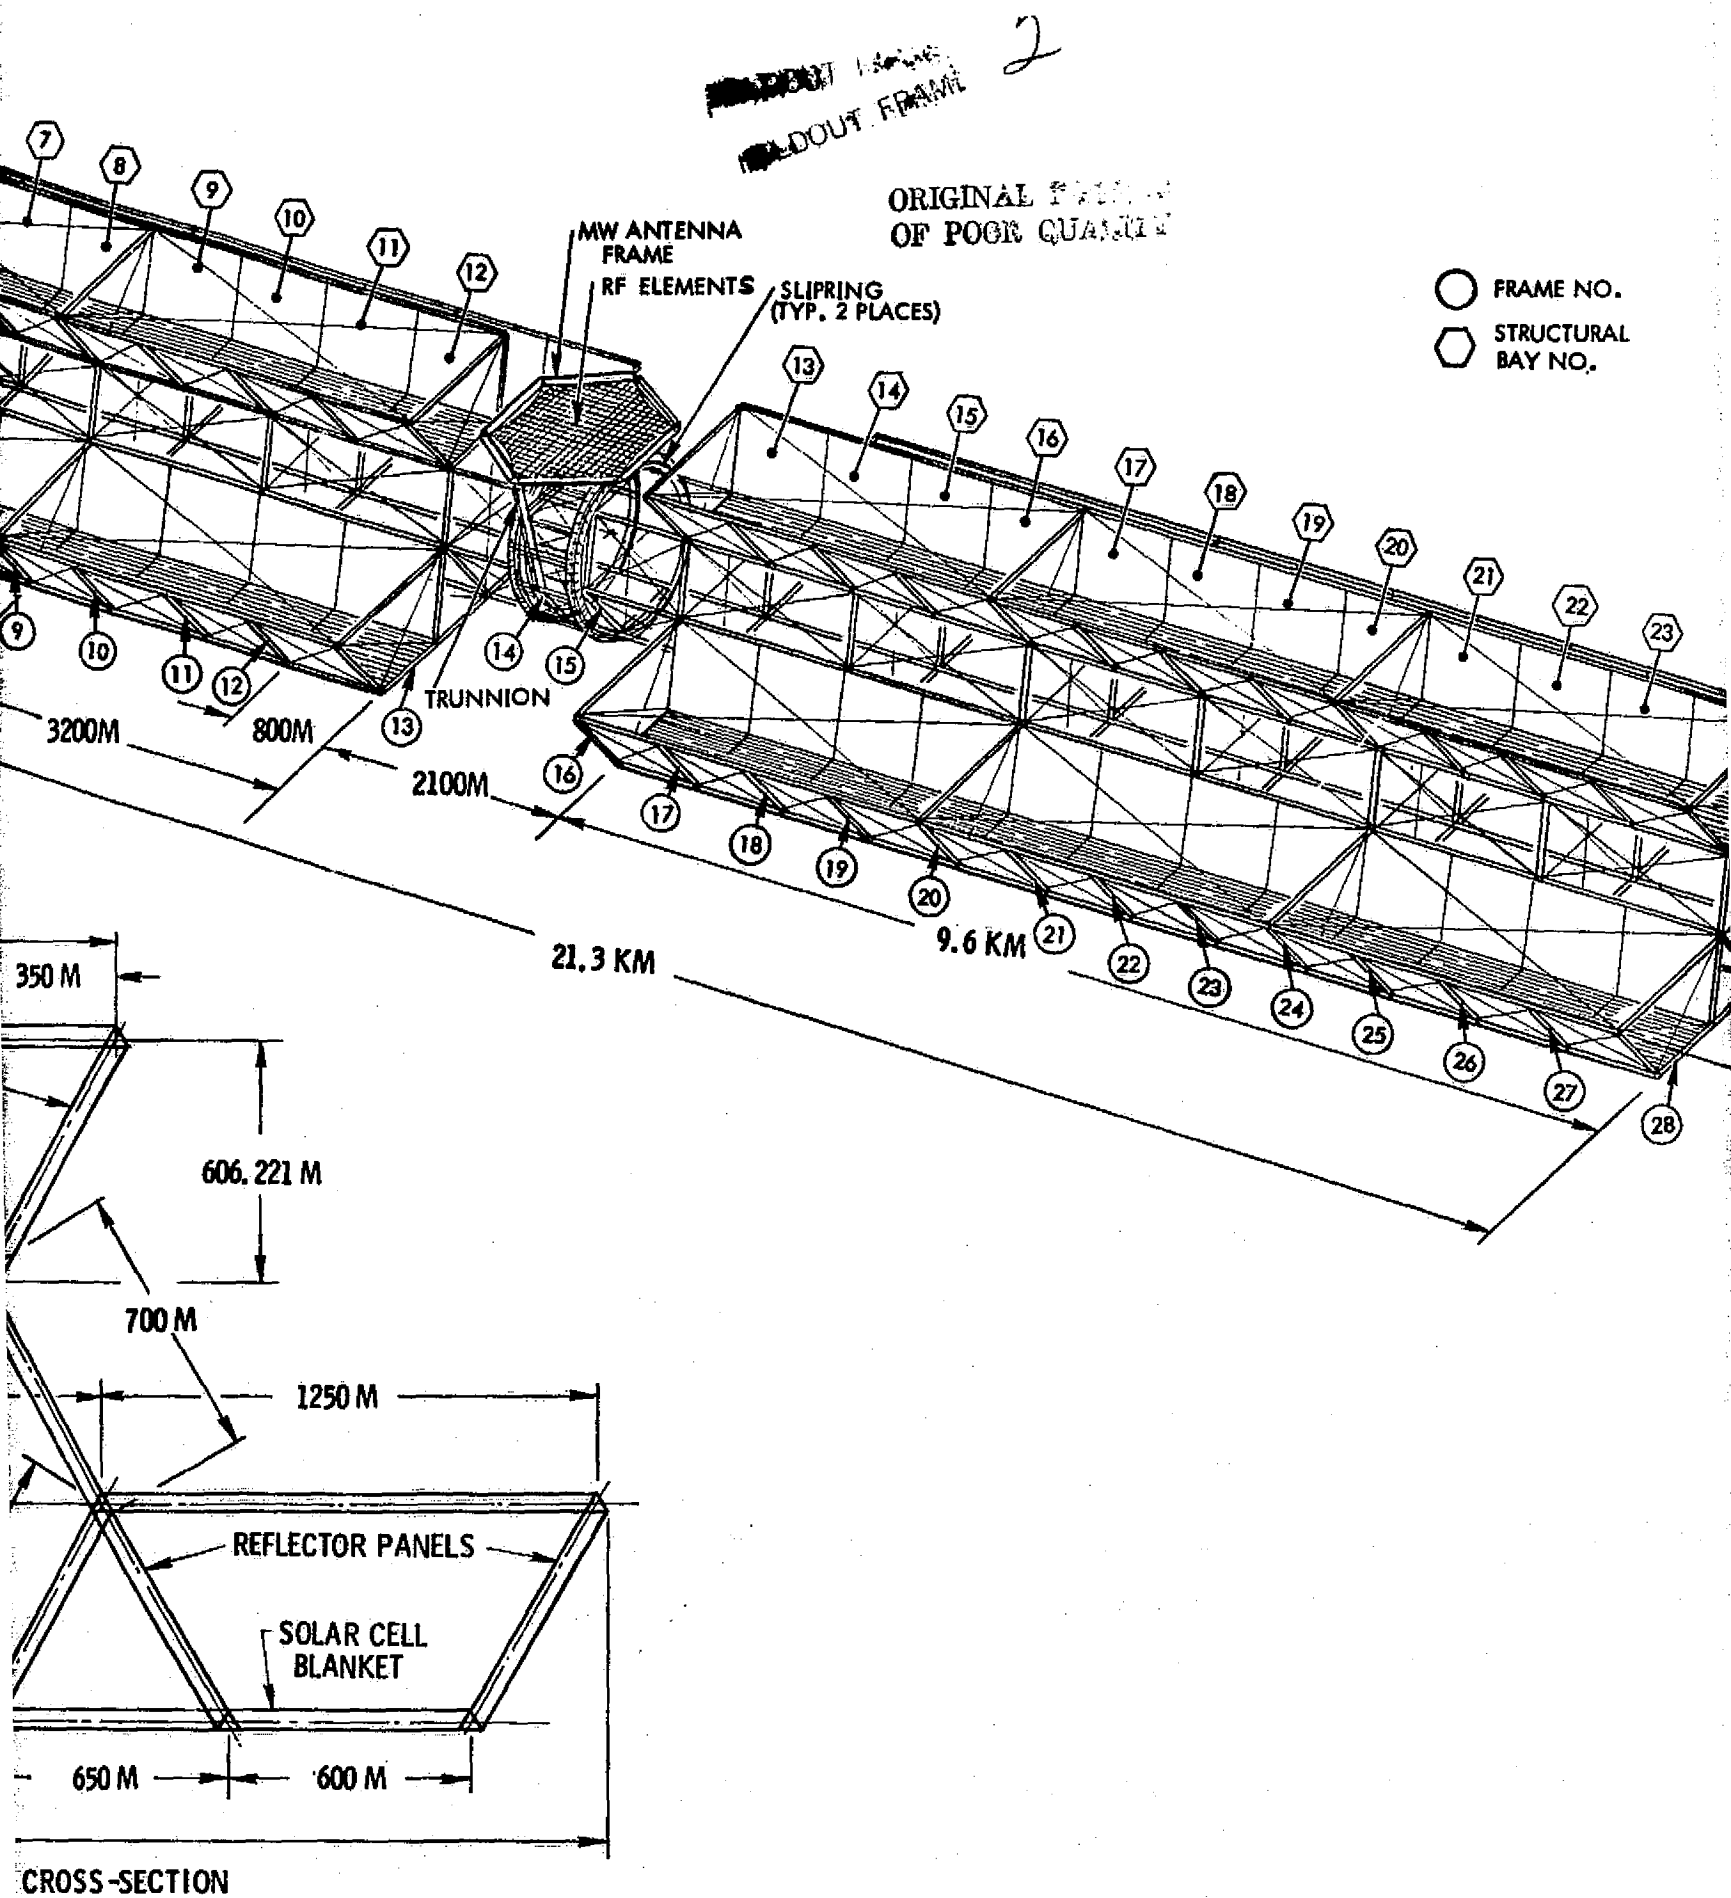 2
FRAME
ORIGINAL
OF POOR QUALITY
7
8
9
10
11
12
MW ANTENNA
FRAME
RF ELEMENTS
SLIPRING
(TYP. 2 PLACES)
FRAME NO.
STRUCTURAL
BAY NO.
13
14
15
16
17
18
19
20
21
22
23
9
10
11
12
13
14
15
TRUNNION
3200M
800M
2100M
16
17
18
19
20
21
22
23
24
25
26
27
28
9.6 KM
21.3 KM
350 M
606.221 M
700 M
1250 M
REFLECTOR PANELS
SOLAR CELL
BLANKET
650 M
600 M
CROSS-SECTION